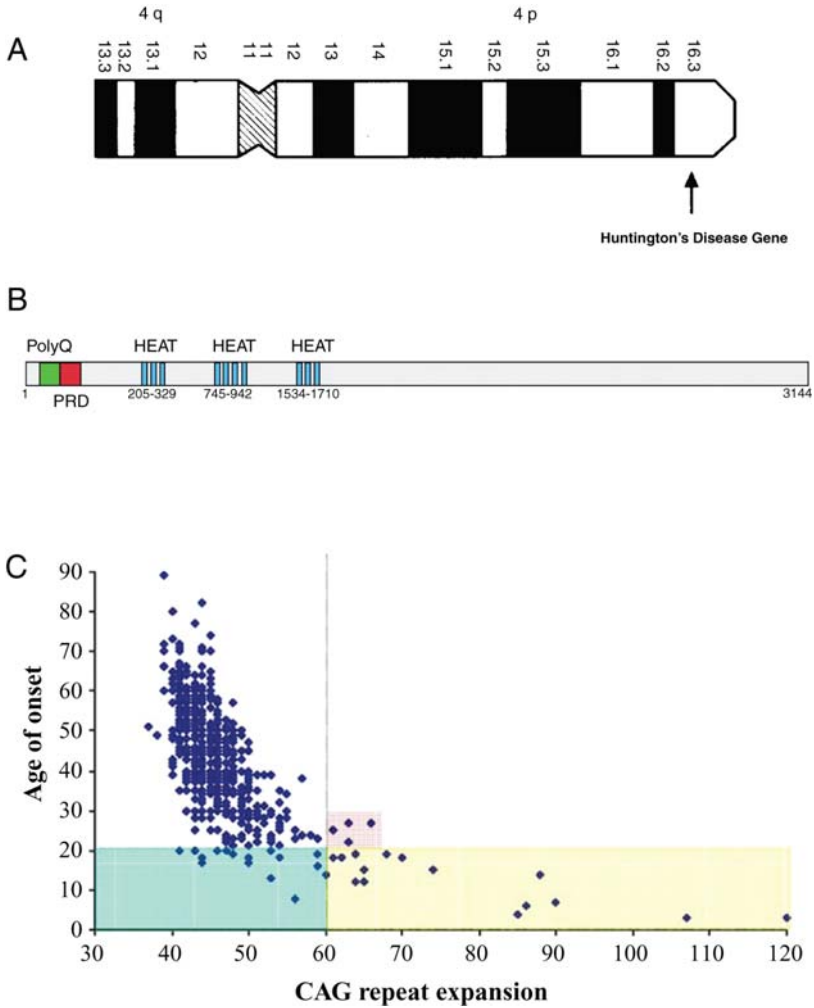 4 q 4 p
A
13.3 13.2 13.1 12 11 11 12 13 14 15.1 15.2 15.3 16.1 16.2 16.3
Huntington's Disease Gene
B
PolyQ HEAT HEAT HEAT
1 PRD 205-329 745-942 1534-1710 3144
C
90
80
70
60
50
40
30
20
10
0
Age of onset
30 40 50 60 70 80 90 100 110 120
CAG repeat expansion